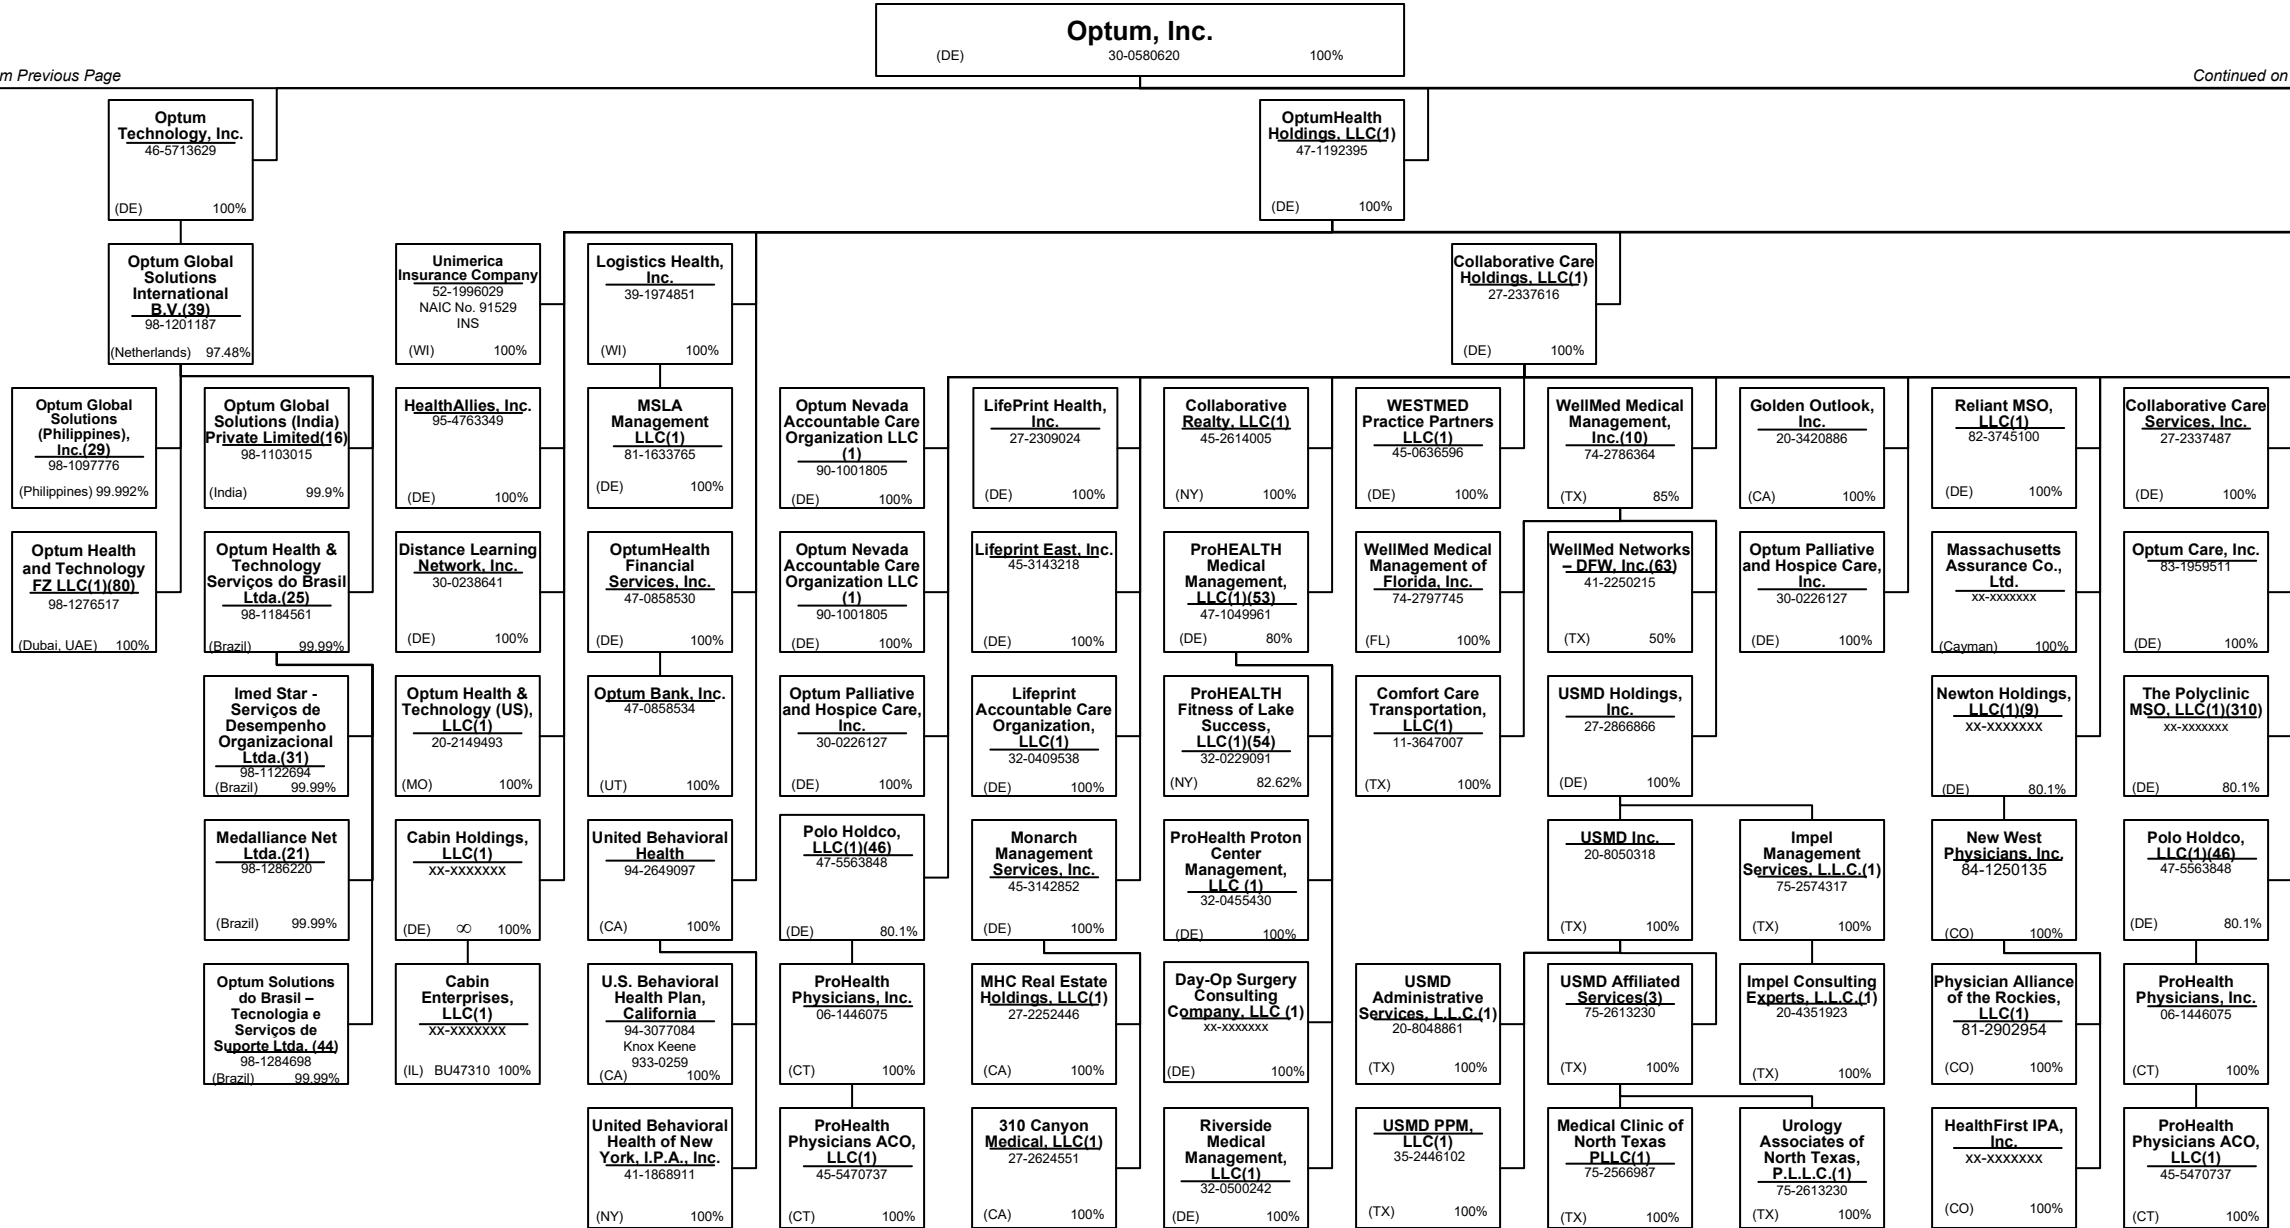 Optum, Inc.
(DE) 30-0580620 100%
m Previous Page
Continued on
Optum
Technology, Inc.
46-5713629
(DE) 100%
OptumHealth
Holdings, LLC(1)
47-1192395
(DE) 100%
Optum Global
Solutions
International
B.V.(39)
98-1201187
(Netherlands) 97.48%
Unimerica
Insurance Company
52-1996029
NAIC No. 91529
INS
(WI) 100%
Logistics Health,
Inc.
39-1974851
(WI) 100%
Collaborative Care
Holdings, LLC(1)
27-2337616
(DE) 100%
Optum Global
Solutions
(Philippines),
Inc.(29)
98-1097776
(Philippines) 99.992%
Optum Global
Solutions (India)
Private Limited(16)
98-1103015
(India) 99.9%
HealthAllies, Inc.
95-4763349
(DE) 100%
MSLA
Management
LLC(1)
81-1633765
(DE) 100%
Optum Nevada
Accountable Care
Organization LLC
(1)
90-1001805
(DE) 100%
LifePrint Health,
Inc.
27-2309024
(DE) 100%
Collaborative
Realty, LLC(1)
45-2614005
(NY) 100%
WESTMED
Practice Partners
LLC(1)
45-0636596
(DE) 100%
WellMed Medical
Management,
Inc.(10)
74-2786364
(TX) 85%
Golden Outlook,
Inc.
20-3420886
(CA) 100%
Reliant MSO,
LLC(1)
82-3745100
(DE) 100%
Collaborative Care
Services, Inc.
27-2337487
(DE) 100%
Optum Health
and Technology
FZ LLC(1)(80)
98-1276517
(Dubai, UAE) 100%
Optum Health &
Technology
Serviços do Brasil
Ltda.(25)
98-1184561
(Brazil) 99.99%
Distance Learning
Network, Inc.
30-0238641
(DE) 100%
OptumHealth
Financial
Services, Inc.
47-0858530
(DE) 100%
Optum Nevada
Accountable Care
Organization LLC
(1)
90-1001805
(DE) 100%
Lifeprint East, Inc.
45-3143218
(DE) 100%
ProHEALTH
Medical
Management,
LLC(1)(53)
47-1049961
(DE) 80%
WellMed Medical
Management of
Florida, Inc.
74-2797745
(FL) 100%
WellMed Networks
– DFW, Inc.(63)
41-2250215
(TX) 50%
Optum Palliative
and Hospice Care,
Inc.
30-0226127
(DE) 100%
Massachusetts
Assurance Co.,
Ltd.
xx-xxxxxxx
(Cayman) 100%
Optum Care, Inc.
83-1959511
(DE) 100%
Imed Star -
Serviços de
Desempenho
Organizacional
Ltda.(31)
98-1122694
(Brazil) 99.99%
Optum Health &
Technology (US),
LLC(1)
20-2149493
(MO) 100%
Optum Bank, Inc.
47-0858534
(UT) 100%
Optum Palliative
and Hospice Care,
Inc.
30-0226127
(DE) 100%
Lifeprint
Accountable Care
Organization,
LLC(1)
32-0409538
(DE) 100%
ProHEALTH
Fitness of Lake
Success,
LLC(1)(54)
32-0229091
(NY) 82.62%
Comfort Care
Transportation,
LLC(1)
11-3647007
(TX) 100%
USMD Holdings,
Inc.
27-2866866
(DE) 100%
Newton Holdings,
LLC(1)(9)
xx-xxxxxxx
(DE) 80.1%
The Polyclinic
MSO, LLC(1)(310)
xx-xxxxxxx
(DE) 80.1%
Medalliance Net
Ltda.(21)
98-1286220
(Brazil) 99.99%
Cabin Holdings,
LLC(1)
xx-xxxxxxx
(DE) ∞ 100%
United Behavioral
Health
94-2649097
(CA) 100%
Polo Holdco,
LLC(1)(46)
47-5563848
(DE) 80.1%
Monarch
Management
Services, Inc.
45-3142852
(DE) 100%
ProHealth Proton
Center
Management,
LLC (1)
32-0455430
(DE) 100%
USMD Inc.
20-8050318
(TX) 100%
Impel
Management
Services, L.L.C.(1)
75-2574317
(TX) 100%
New West
Physicians, Inc.
84-1250135
(CO) 100%
Polo Holdco,
LLC(1)(46)
47-5563848
(DE) 80.1%
Optum Solutions
do Brasil –
Tecnologia e
Serviços de
Suporte Ltda. (44)
98-1284698
(Brazil) 99.99%
Cabin
Enterprises,
LLC(1)
xx-xxxxxxx
(IL) BU47310 100%
U.S. Behavioral
Health Plan,
California
94-3077084
Knox Keene
933-0259
(CA) 100%
ProHealth
Physicians, Inc.
06-1446075
(CT) 100%
MHC Real Estate
Holdings, LLC(1)
27-2252446
(CA) 100%
Day-Op Surgery
Consulting
Company, LLC (1)
xx-xxxxxxx
(DE) 100%
USMD
Administrative
Services, L.L.C.(1)
20-8048861
(TX) 100%
USMD Affiliated
Services(3)
75-2613230
(TX) 100%
Impel Consulting
Experts, L.L.C.(1)
20-4351923
(TX) 100%
Physician Alliance
of the Rockies,
LLC(1)
81-2902954
(CO) 100%
ProHealth
Physicians, Inc.
06-1446075
(CT) 100%
United Behavioral
Health of New
York, I.P.A., Inc.
41-1868911
(NY) 100%
ProHealth
Physicians ACO,
LLC(1)
45-5470737
(CT) 100%
310 Canyon
Medical, LLC(1)
27-2624551
(CA) 100%
Riverside
Medical
Management,
LLC(1)
32-0500242
(DE) 100%
USMD PPM,
LLC(1)
35-2446102
(TX) 100%
Medical Clinic of
North Texas
PLLC(1)
75-2566987
(TX) 100%
Urology
Associates of
North Texas,
P.L.L.C.(1)
75-2613230
(TX) 100%
HealthFirst IPA,
Inc.
xx-xxxxxxx
(CO) 100%
ProHealth
Physicians ACO,
LLC(1)
45-5470737
(CT) 100%